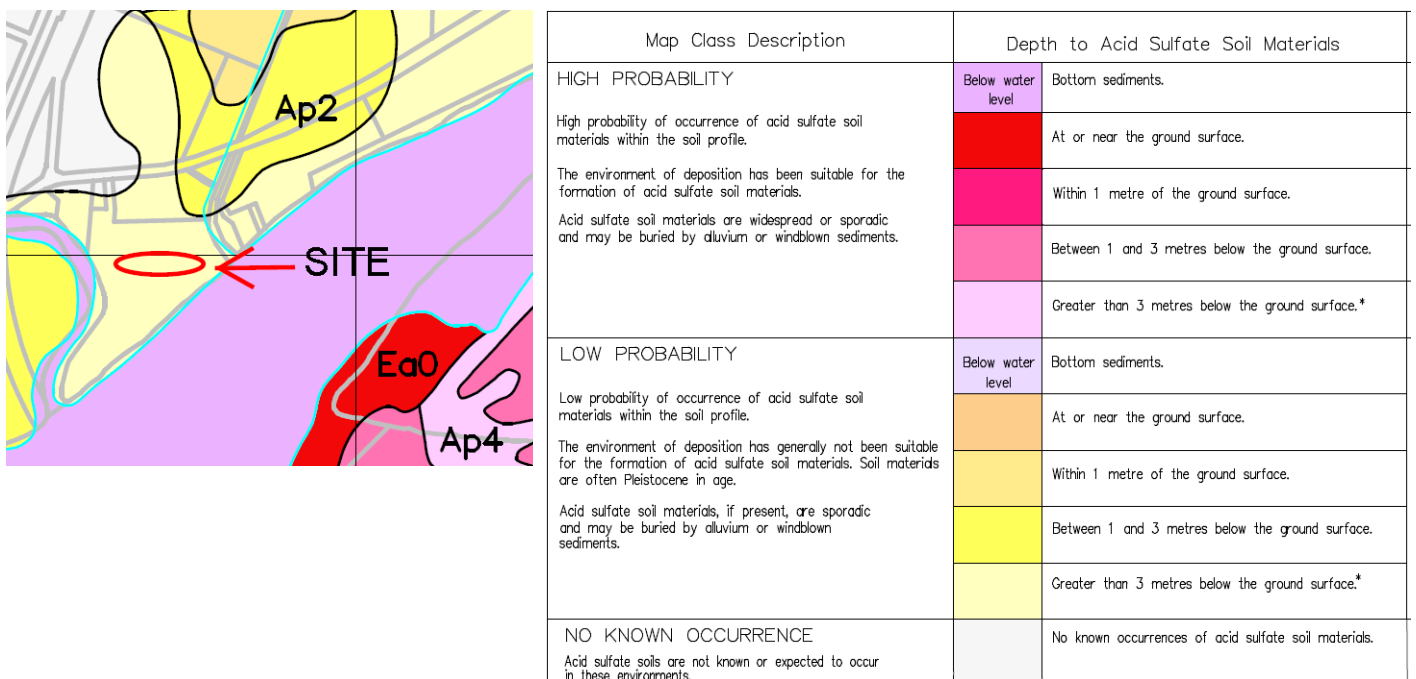 Ap2
SITE
Ea0
Ap4
Map Class Description
Depth to Acid Sulfate Soil Materials
HIGH PROBABILITY
High probability of occurrence of acid sulfate soil
materials within the soil profile.
The environment of deposition has been suitable for the
formation of acid sulfate soil materials.
Acid sulfate soil materials are widespread or sporadic
and may be buried by alluvium or windblown sediments.
Below water
level
Bottom sediments.
At or near the ground surface.
Within 1 metre of the ground surface.
Between 1 and 3 metres below the ground surface.
Greater than 3 metres below the ground surface.*
LOW PROBABILITY
Low probability of occurrence of acid sulfate soil
materials within the soil profile.
The environment of deposition has generally not been suitable
for the formation of acid sulfate soil materials. Soil materials
are often Pleistocene in age.
Acid sulfate soil materials, if present, are sporadic
and may be buried by alluvium or windblown
sediments.
Below water
level
Bottom sediments.
At or near the ground surface.
Within 1 metre of the ground surface.
Between 1 and 3 metres below the ground surface.
Greater than 3 metres below the ground surface.*
NO KNOWN OCCURRENCE
Acid sulfate soils are not known or expected to occur
in these environments.
No known occurrences of acid sulfate soil materials.